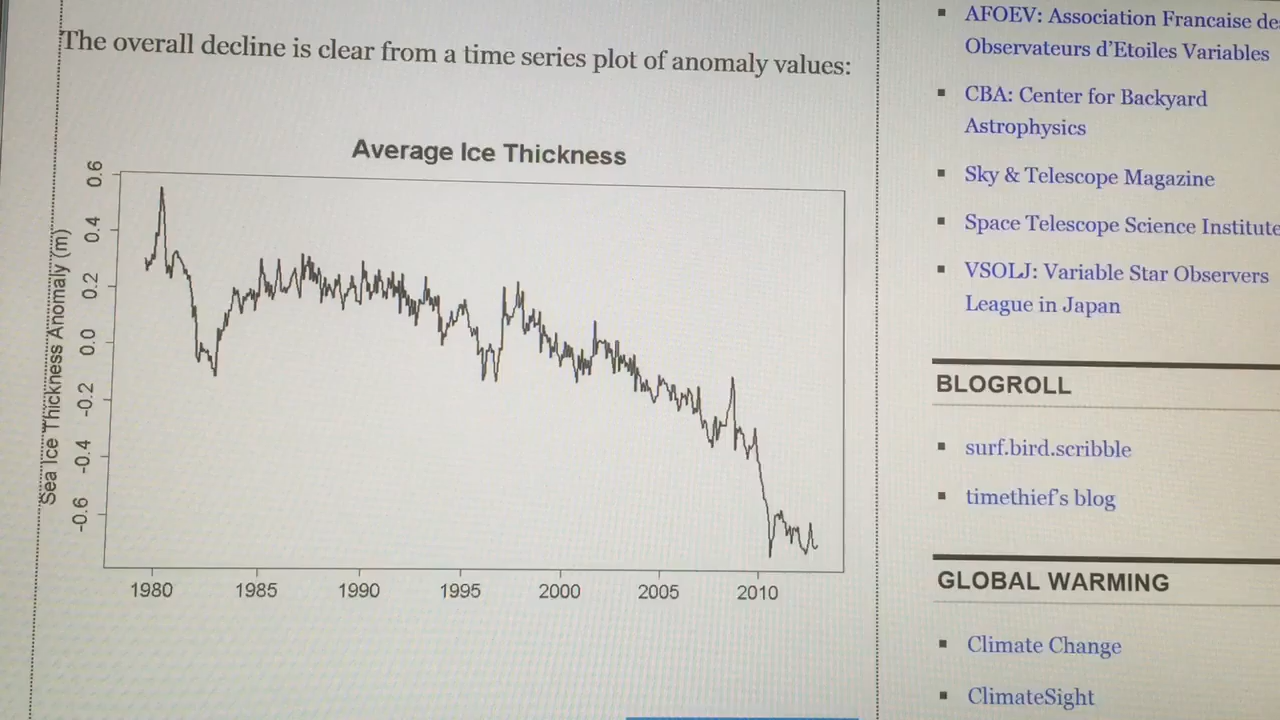 The overall decline is clear from a time series plot of anomaly values:
Average Ice Thickness
Sea Ice Thickness Anomaly (m)
0.6
0.4
0.2
0.0
-0.2
-0.4
-0.6
1980 1985 1990 1995 2000 2005 2010
AFOEV: Association Francaise
Observateurs d'Etoiles Variables
CBA: Center for Backyard
Astrophysics
Sky & Telescope Magazine
Space Telescope Science Institute
VSOLJ: Variable Star Observers
League in Japan
BLOGROLL
surf.bird.scribble
timethief's blog
GLOBAL WARMING
Climate Change
ClimateSight